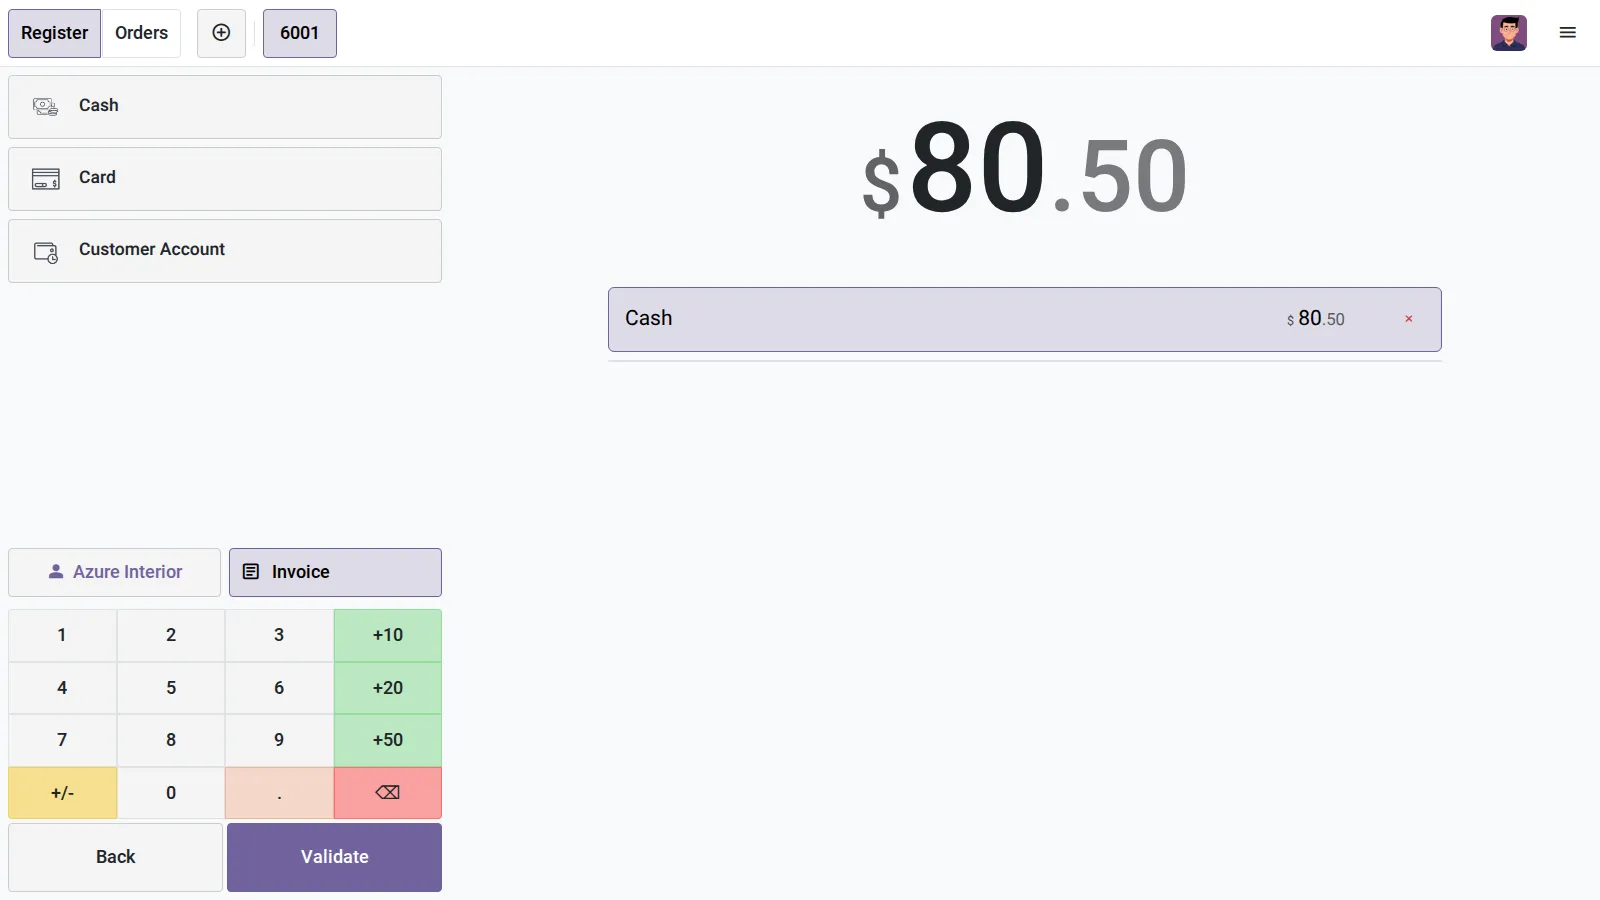 Register Orders 6001
Cash
Card
Customer Account
$80.50
Cash $ 80.50 ×
Azure Interior Invoice
1 2 3 +10
4 5 6 +20
7 8 9 +50
+/- 0 . ⌫
Back Validate